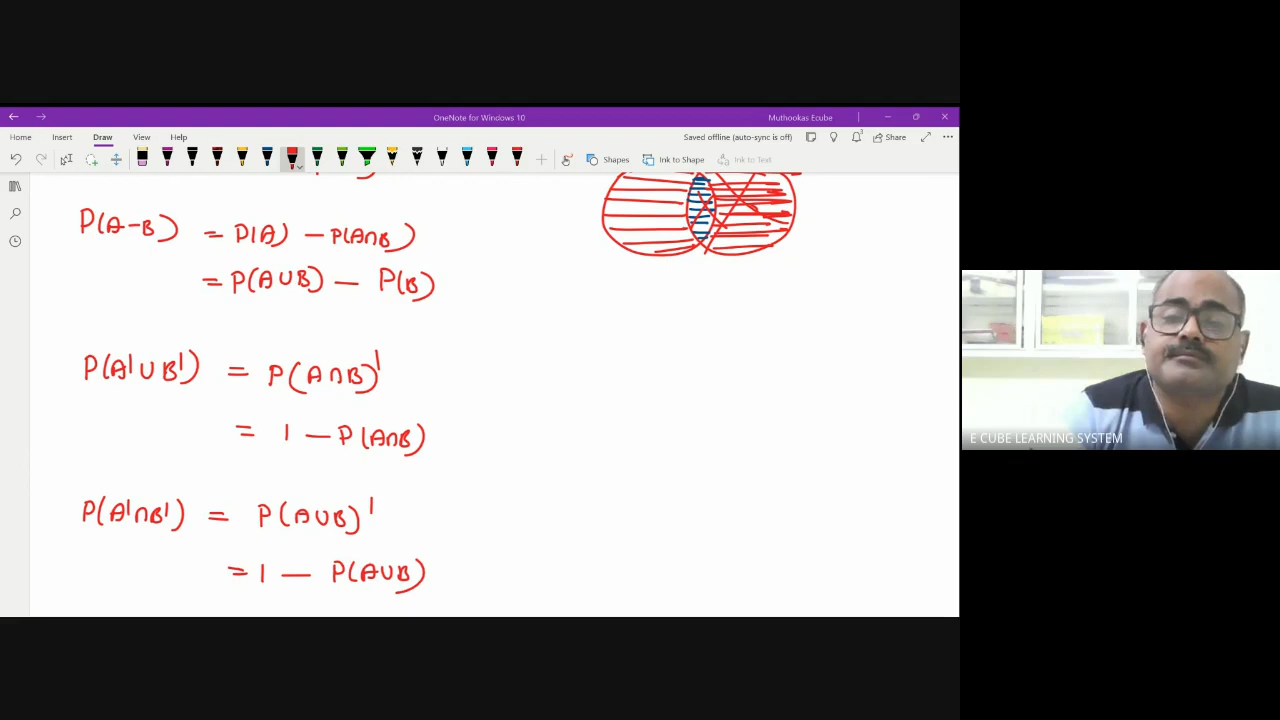 OneNote for Windows 10
Muthookas Ecube
Home Insert Draw View Help
Saved offline (auto-sync is off)
Share
Shapes
Ink to Shape
Ink to Text
P(A-B) = P(A) - P(A∩B)
= P(A∪B) - P(B)
P(A'∪B') = P(A∩B)'
= 1 - P(A∩B)
P(A'∩B') = P(A∪B)'
= 1 - P(A∪B)
E CUBE LEARNING SYSTEM